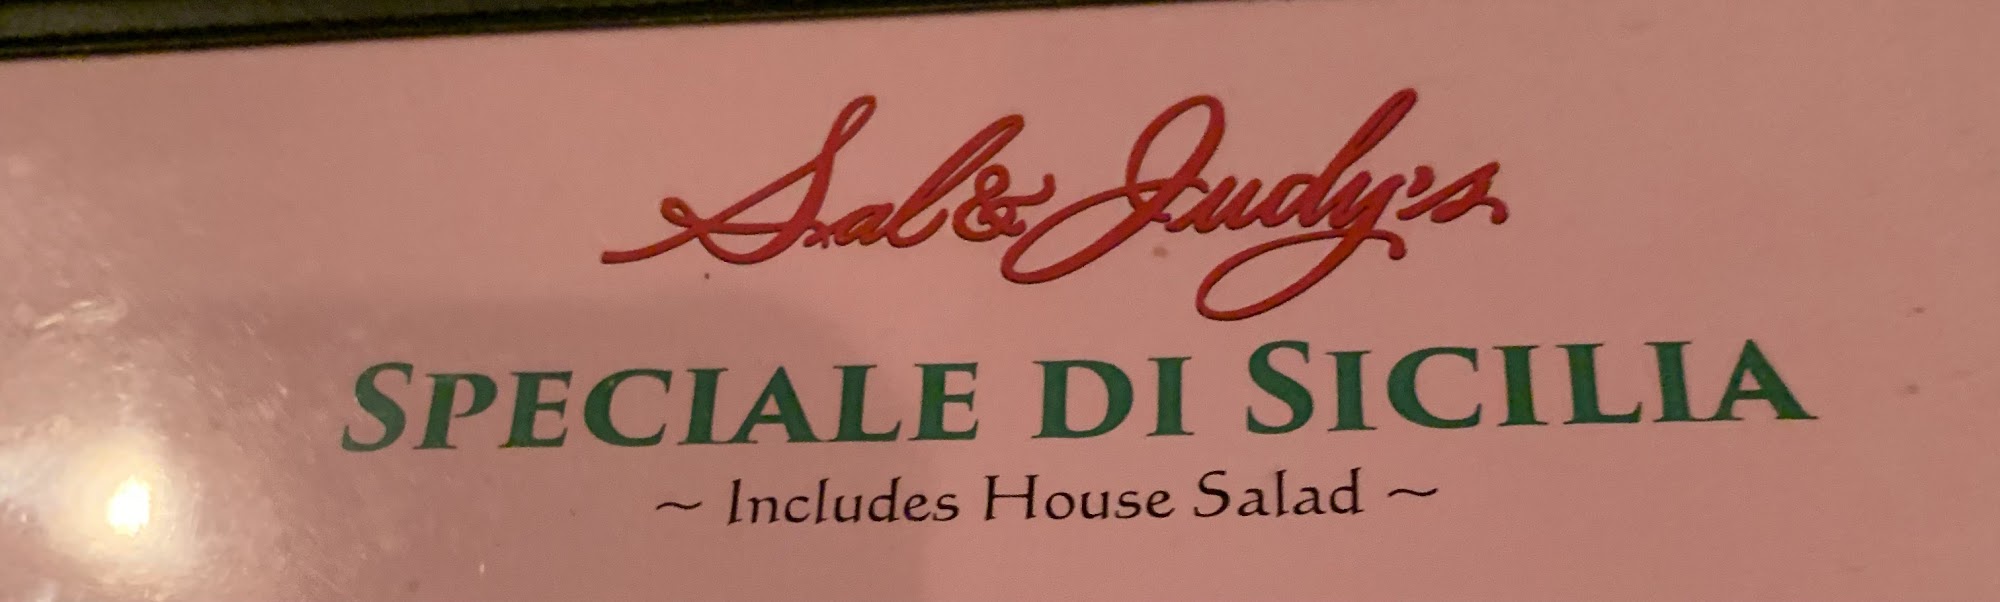 Sal & Judy's
SPECIALE DI SICILIA
~ Includes House Salad ~